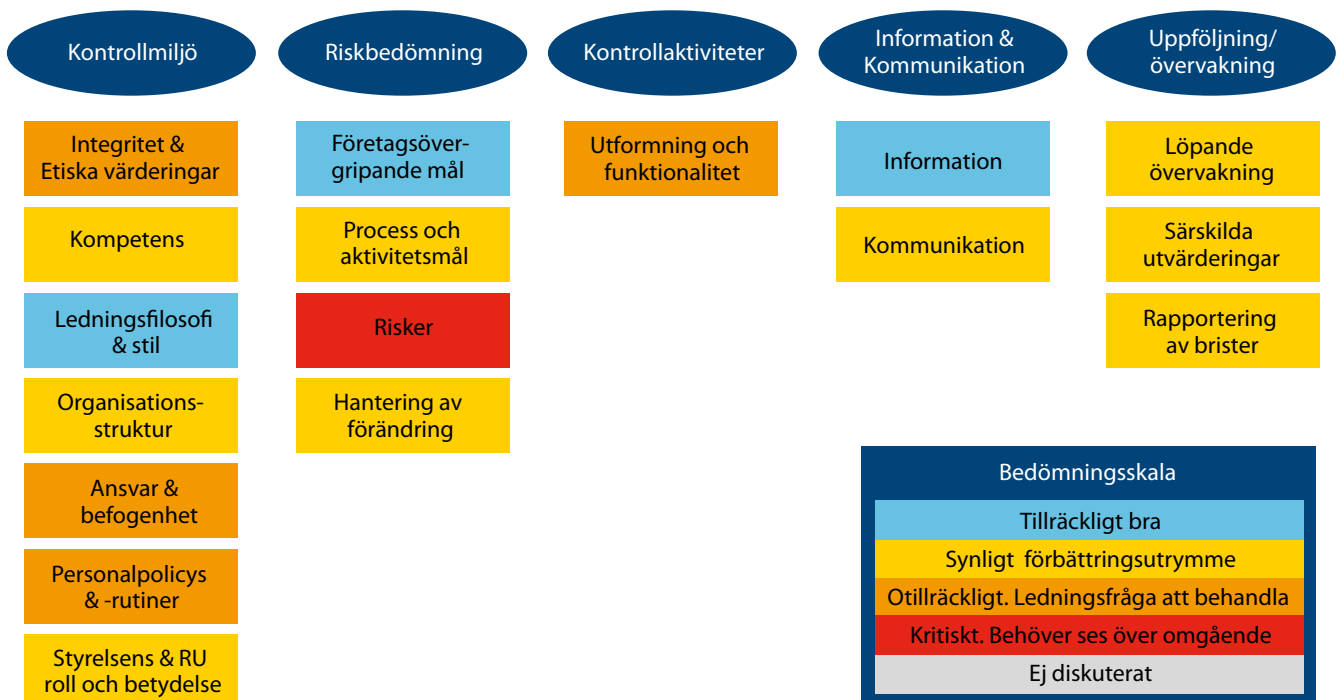 Kontrollmiljö
Integritet &
Etiska värderingar
Kompetens
Ledningsfilosofi
& stil
Organisations-
struktur
Ansvar &
befogenhet
Personalpolicys
& -rutiner
Styrelsens & RU
roll och betydelse
Riskbedömning
Företagsöver-
gripande mål
Process och
aktivitetsmål
Risker
Hantering av
förändring
Kontrollaktiviteter
Utformning och
funktionalitet
Information &
Kommunikation
Information
Kommunikation
Uppföljning/
övervakning
Löpande
övervakning
Särskilda
utvärderingar
Rapportering
av brister
Bedömningsskala
Tillräckligt bra
Synligt förbättringsutrymme
Otillräckligt. Ledningsfråga att behandla
Kritiskt. Behöver ses över omgående
Ej diskuterat